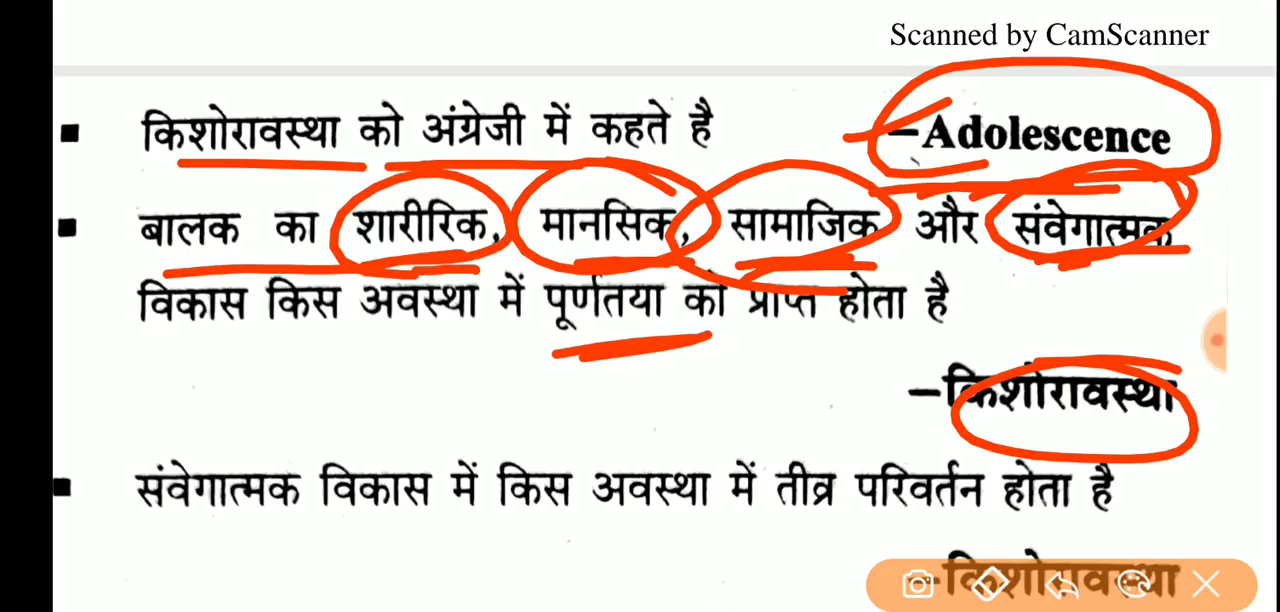 Scanned by CamScanner
▪ किशोरावस्था को अंग्रेजी में कहते है –Adolescence
▪ बालक का शारीरिक, मानसिक, सामाजिक और संवेगात्मक
विकास किस अवस्था में पूर्णतया को प्राप्त होता है
–किशोरावस्था
▪ संवेगात्मक विकास में किस अवस्था में तीव्र परिवर्तन होता है
–किशोरावस्था